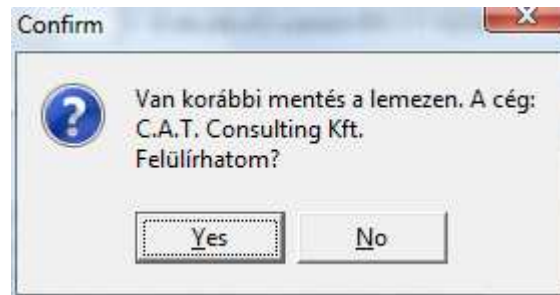 Confirm
Van korábbi mentés a lemezen. A cég:
C.A.T. Consulting Kft.
Felülírhatom?
Yes
No